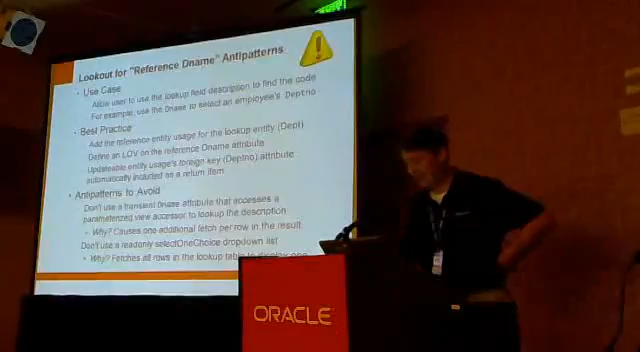 Lookout for "Reference Dname" Antipatterns
• Use Case
Allow user to use the lookup field description to find the code
For example, use the Dname to select an employee's Deptno
• Best Practice
Add the reference entity usage for the lookup entity (Dept)
Define an LOV on the reference Dname attribute
Updateable entity usage's foreign key (Deptno) attribute
automatically included as a return item
• Antipatterns to Avoid
Don't use a transient Dname attribute that accesses a
parameterized view accessor to lookup the description
• Why? Causes one additional fetch per row in the result
Don't use a readonly selectOneChoice dropdown list
• Why? Fetches all rows in the lookup table to display one
ORACLE